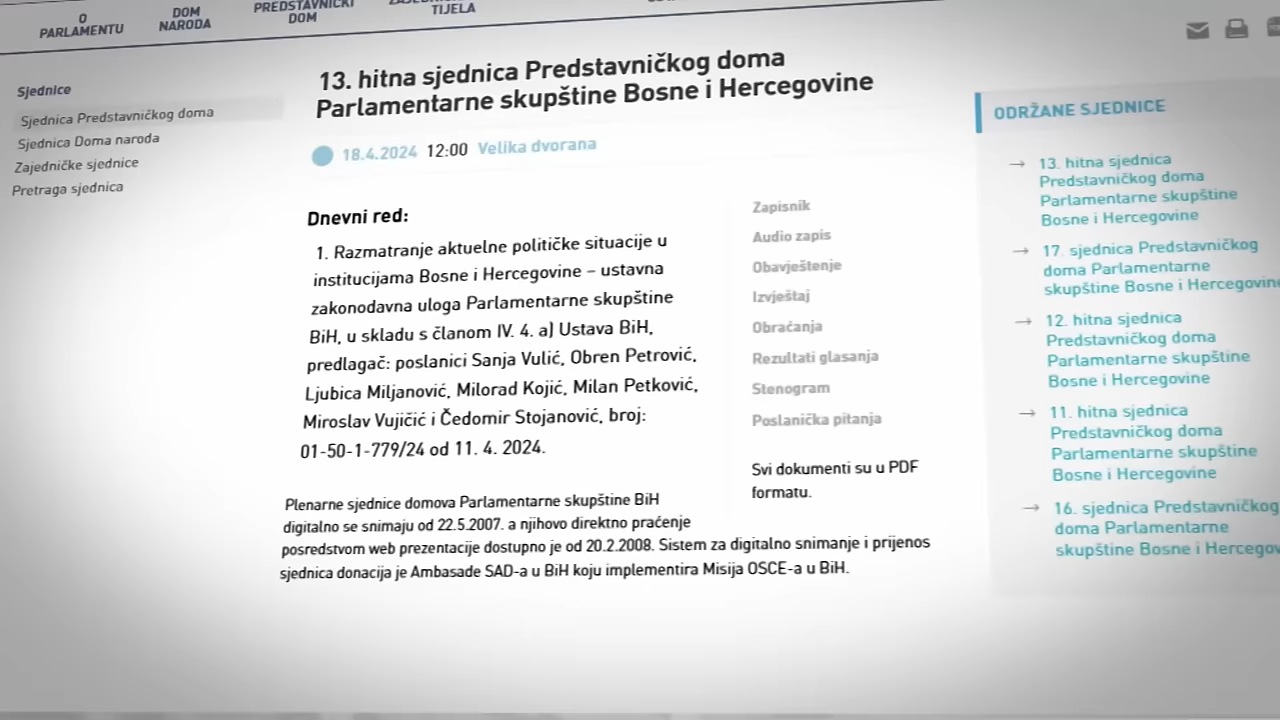 O
PARLAMENTU
DOM
NARODA
PREDSTAVNIČKI
DOM
TIJELA
Sjednice
Sjednica Predstavničkog doma
Sjednica Doma naroda
Zajedničke sjednice
Pretraga sjednica
13. hitna sjednica Predstavničkog doma
Parlamentarne skupštine Bosne i Hercegovine
18.4.2024 12:00 Velika dvorana
Dnevni red:
1. Razmatranje aktuelne političke situacije u
institucijama Bosne i Hercegovine – ustavna
zakonodavna uloga Parlamentarne skupštine
BiH, u skladu s članom IV. 4. a) Ustava BiH,
predlagač: poslanici Sanja Vulić, Obren Petrović,
Ljubica Miljanović, Milorad Kojić, Milan Petković,
Miroslav Vujičić i Čedomir Stojanović, broj:
01-50-1-779/24 od 11. 4. 2024.
Zapisnik
Audio zapis
Obavještenje
Izvještaj
Obraćanja
Rezultati glasanja
Stenogram
Poslanička pitanja
Svi dokumenti su u PDF
formatu.
Plenarne sjednice domova Parlamentarne skupštine BiH
digitalno se snimaju od 22.5.2007. a njihovo direktno praćenje
posredstvom web prezentacije dostupno je od 20.2.2008. Sistem za digitalno snimanje i prijenos
sjednica donacija je Ambasade SAD-a u BiH koju implementira Misija OSCE-a u BiH.
ODRŽANE SJEDNICE
→ 13. hitna sjednica
Predstavničkog doma
Parlamentarne skupštine
Bosne i Hercegovine
→ 17. sjednica Predstavničkog
doma Parlamentarne
skupštine Bosne i Hercegovine
→ 12. hitna sjednica
Predstavničkog doma
Parlamentarne skupštine
Bosne i Hercegovine
→ 11. hitna sjednica
Predstavničkog doma
Parlamentarne skupštine
Bosne i Hercegovine
→ 16. sjednica Predstavničkog
doma Parlamentarne
skupštine Bosne i Hercegov